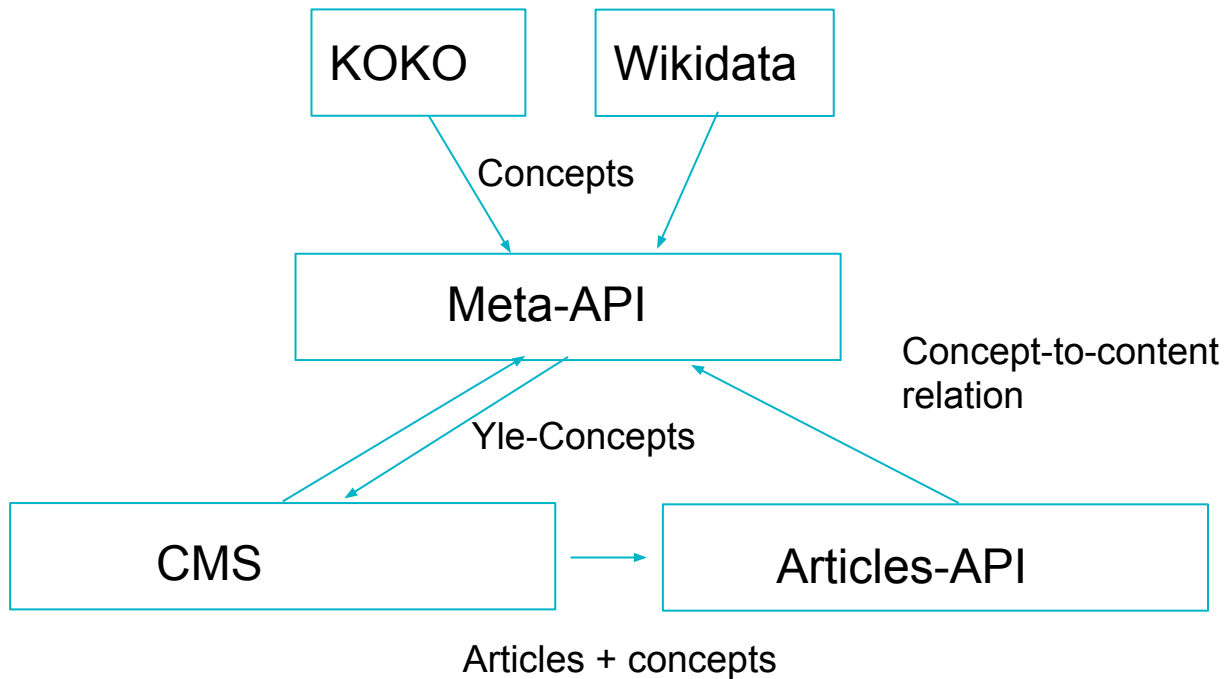 KOKO
Wikidata
Concepts
Meta-API
Concept-to-content
relation
Yle-Concepts
CMS
Articles-API
Articles + concepts